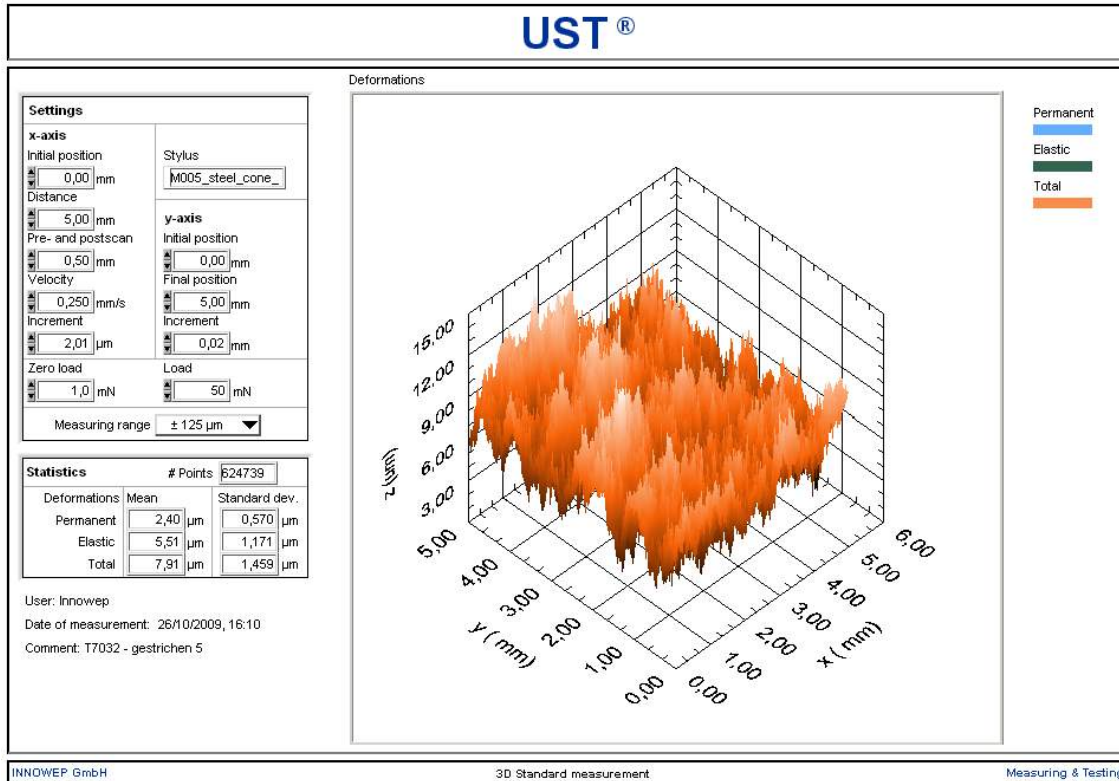 UST ®
Deformations
Settings
x-axis
Initial position
0,00 mm
Distance
5,00 mm
Pre- and postscan
0,50 mm
Velocity
0,250 mm/s
Increment
2,01 µm
Zero load
1,0 mN
Stylus
M005_steel_cone_
y-axis
Initial position
0,00 mm
Final position
5,00 mm
Increment
0,02 mm
Load
50 mN
Measuring range ± 125 µm
Statistics # Points 624739
Deformations Mean Standard dev.
Permanent 2,40 µm 0,570 µm
Elastic 5,51 µm 1,171 µm
Total 7,91 µm 1,459 µm
User: Innowep
Date of measurement: 26/10/2009, 16:10
Comment: T7032 - gestrichen 5
15,00
12,00
9,00
6,00
3,00
z (µm)
5,00
4,00
3,00
2,00
1,00
0,00
y ( mm)
0,00
1,00
2,00
3,00
4,00
5,00
6,00
x ( mm)
Permanent
Elastic
Total
INNOWEP GmbH 3D Standard measurement Measuring & Testing